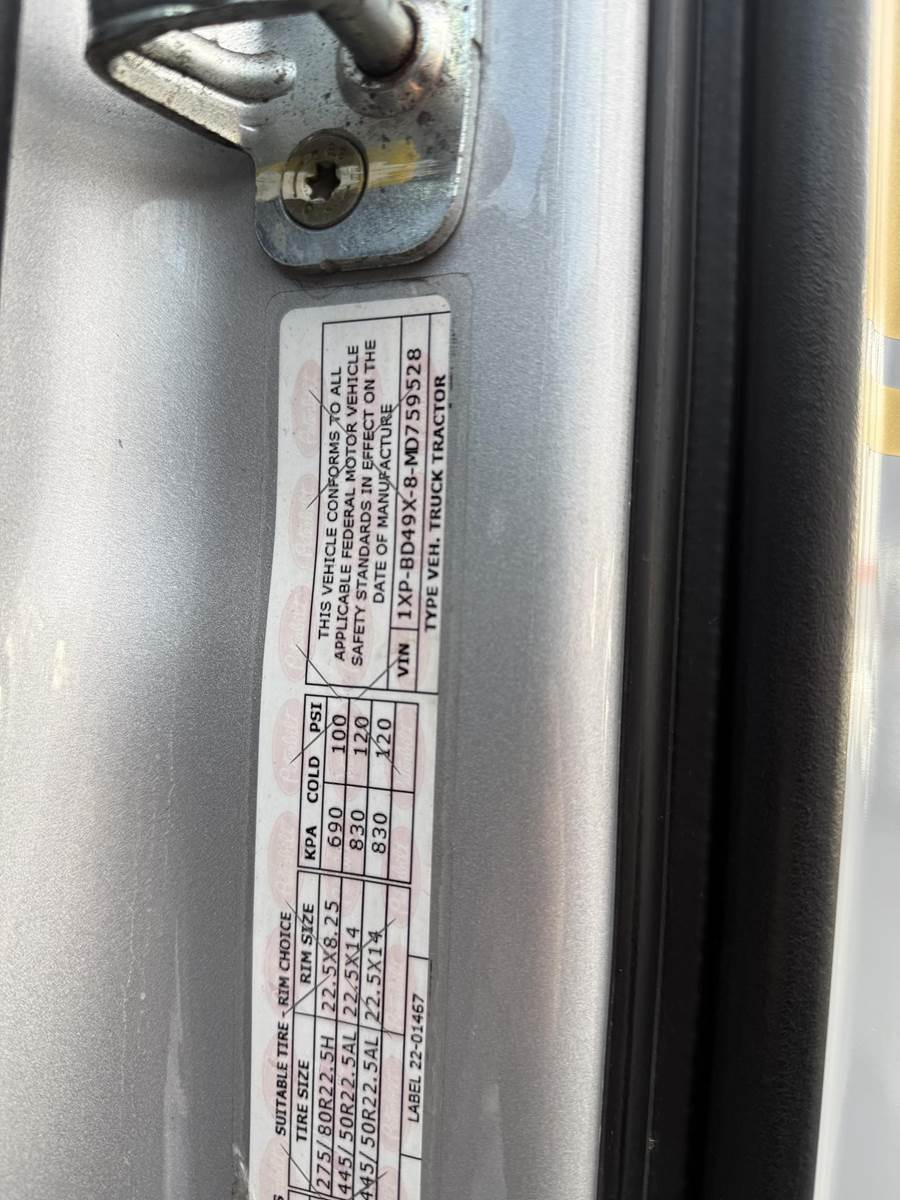 SUITABLE TIRE - RIM CHOICE
TIRE SIZE RIM SIZE KPA COLD PSI
275/80R22.5H 22.5X8.25 690 100
445/50R22.5AL 22.5X14 830 120
445/50R22.5AL 22.5X14 830 120
LABEL 22-01467
THIS VEHICLE CONFORMS TO ALL
APPLICABLE FEDERAL MOTOR VEHICLE
SAFETY STANDARDS IN EFFECT ON THE
DATE OF MANUFACTURE
VIN 1XP-BD49X-8-MD759528
TYPE VEH. TRUCK TRACTOR